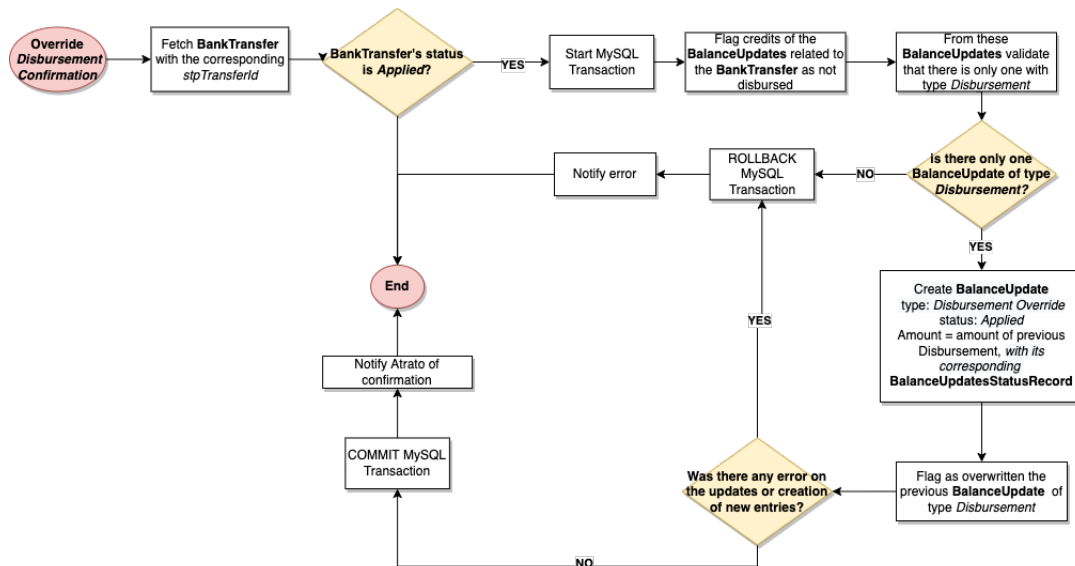 Override
Disbursement
Confirmation
Fetch BankTransfer
with the corresponding
stpTransferId
BankTransfer's status
is Applied?
YES
Start MySQL
Transaction
Flag credits of the
BalanceUpdates related to
the BankTransfer as not
disbursed
From these
BalanceUpdates validate
that there is only one with
type Disbursement
Is there only one
BalanceUpdate of type
Disbursement?
NO
ROLLBACK
MySQL
Transaction
Notify error
YES
End
Create BalanceUpdate
type: Disbursement Override
status: Applied
Amount = amount of previous
Disbursement, with its
corresponding
BalanceUpdatesStatusRecord
YES
Notify Atrato of
confirmation
COMMIT MySQL
Transaction
Was there any error on
the updates or creation
of new entries?
Flag as overwritten the
previous BalanceUpdate of
type Disbursement
NO